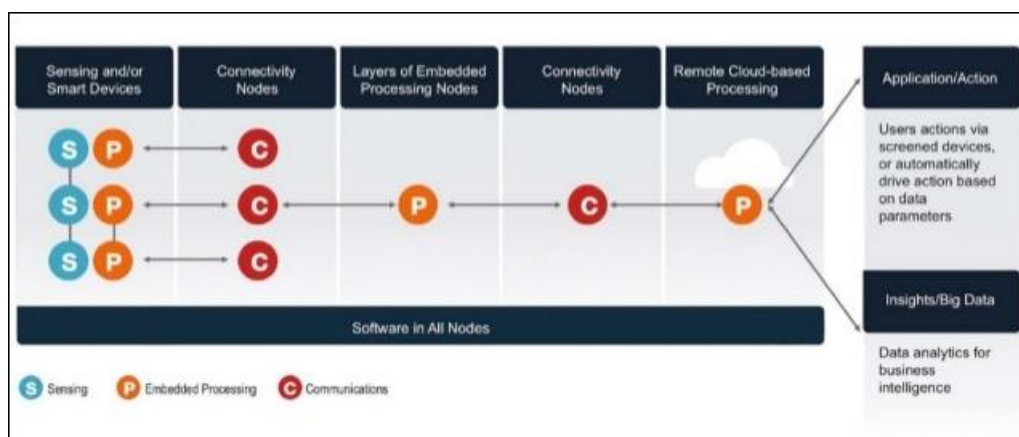 Sensing and/or
Smart Devices
Connectivity
Nodes
Layers of Embedded
Processing Nodes
Connectivity
Nodes
Remote Cloud-based
Processing
Application/Action
Users actions via
screened devices,
or automatically
drive action based
on data
parameters
S P C
S P C P C P
S P C
Insights/Big Data
Data analytics for
business
intelligence
Software in All Nodes
S Sensing
P Embedded Processing
C Communications